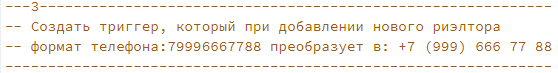 ---3---------------------------------------------------------------
-- Создать триггер, который при добавлении нового риэлтора
-- формат телефона:79996667788 преобразует в: +7 (999) 666 77 88
-------------------------------------------------------------------